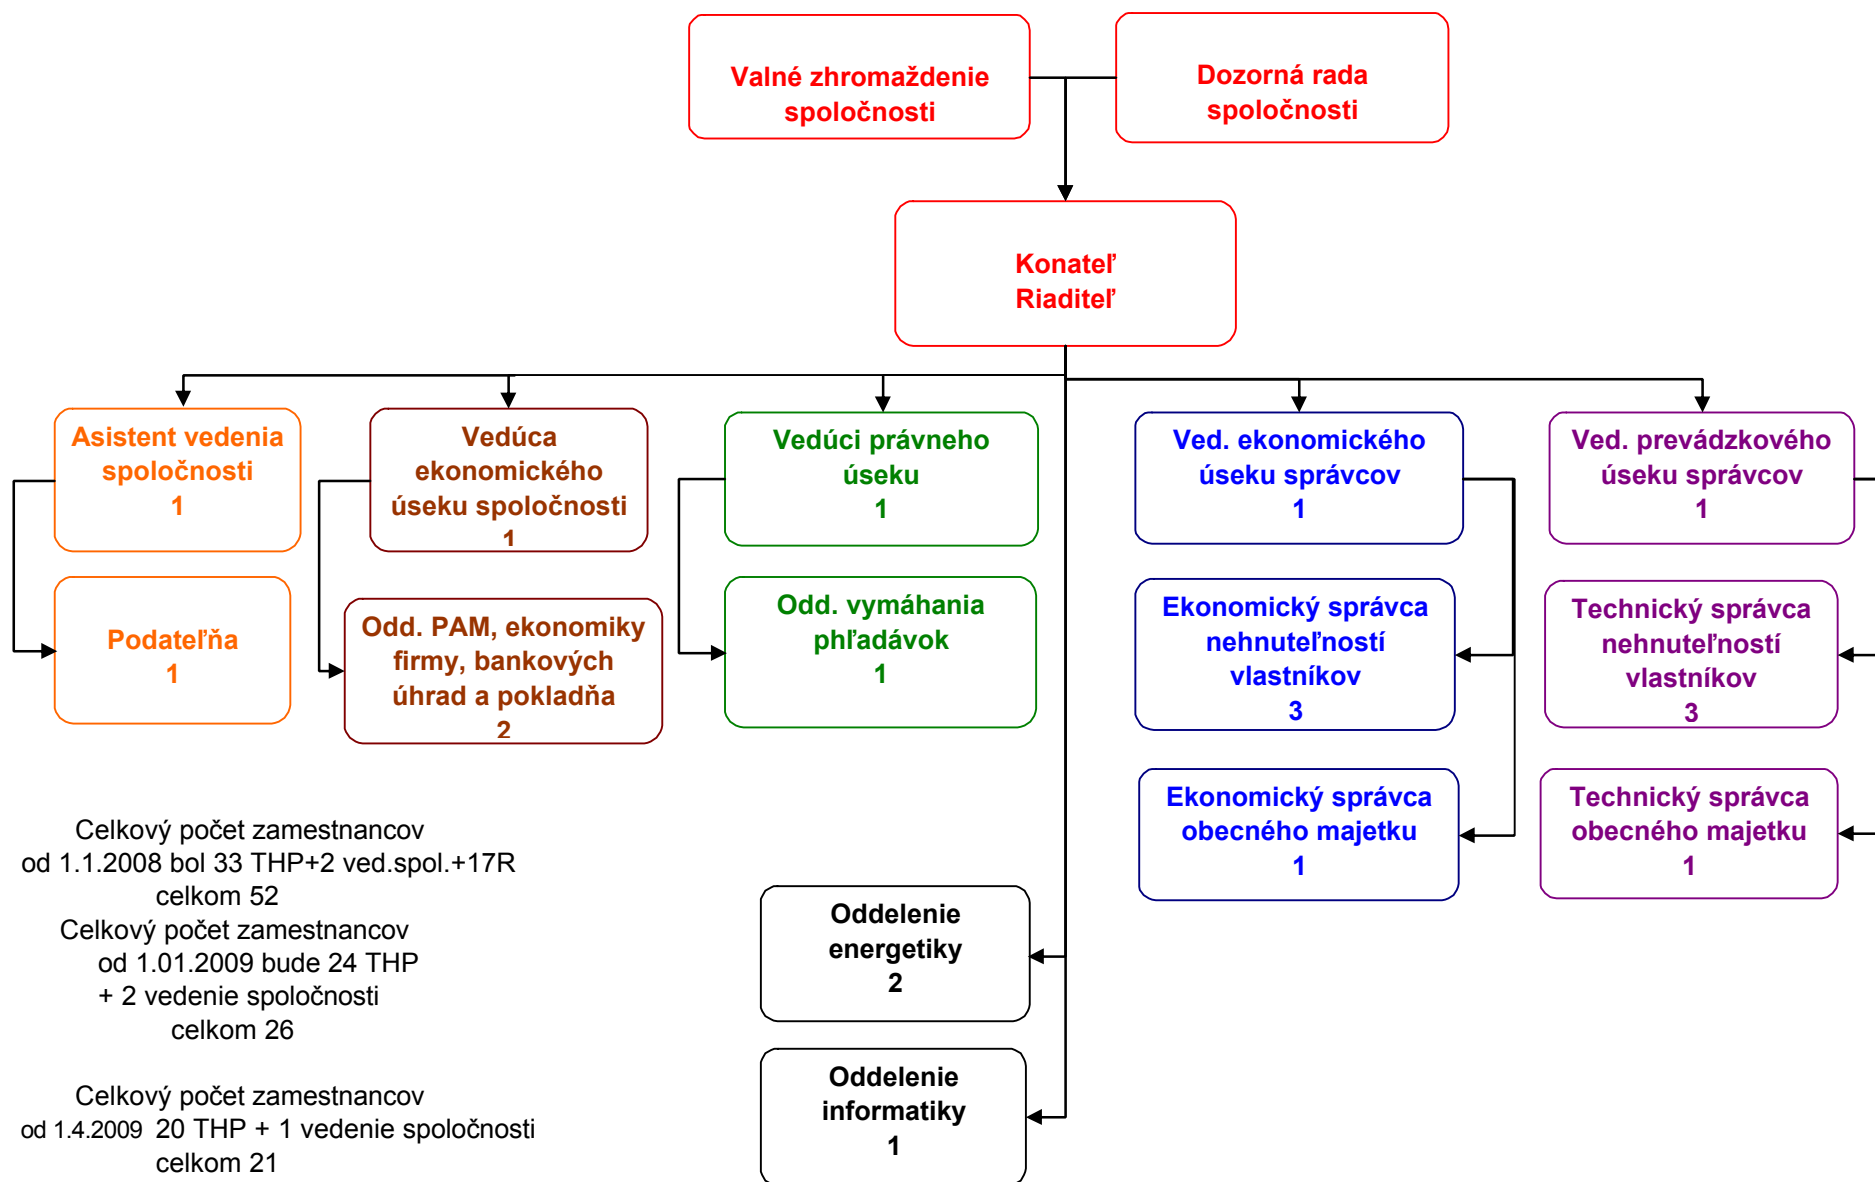 Valné zhromaždenie
spoločnosti
Dozorná rada
spoločnosti
Konateľ
Riaditeľ
Asistent vedenia
spoločnosti
1
Vedúca
ekonomického
úseku spoločnosti
1
Vedúci právneho
úseku
1
Ved. ekonomického
úseku správcov
1
Ved. prevádzkového
úseku správcov
1
Podateľňa
1
Odd. PAM, ekonomiky
firmy, bankových
úhrad a pokladňa
2
Odd. vymáhania
phľadávok
1
Ekonomický správca
nehnuteľností
vlastníkov
3
Technický správca
nehnuteľností
vlastníkov
3
Ekonomický správca
obecného majetku
1
Technický správca
obecného majetku
1
Celkový počet zamestnancov
od 1.1.2008 bol 33 THP+2 ved.spol.+17R
celkom 52
Celkový počet zamestnancov
od 1.01.2009 bude 24 THP
+ 2 vedenie spoločnosti
celkom 26
Celkový počet zamestnancov
od 1.4.2009 20 THP + 1 vedenie spoločnosti
celkom 21
Oddelenie
energetiky
2
Oddelenie
informatiky
1